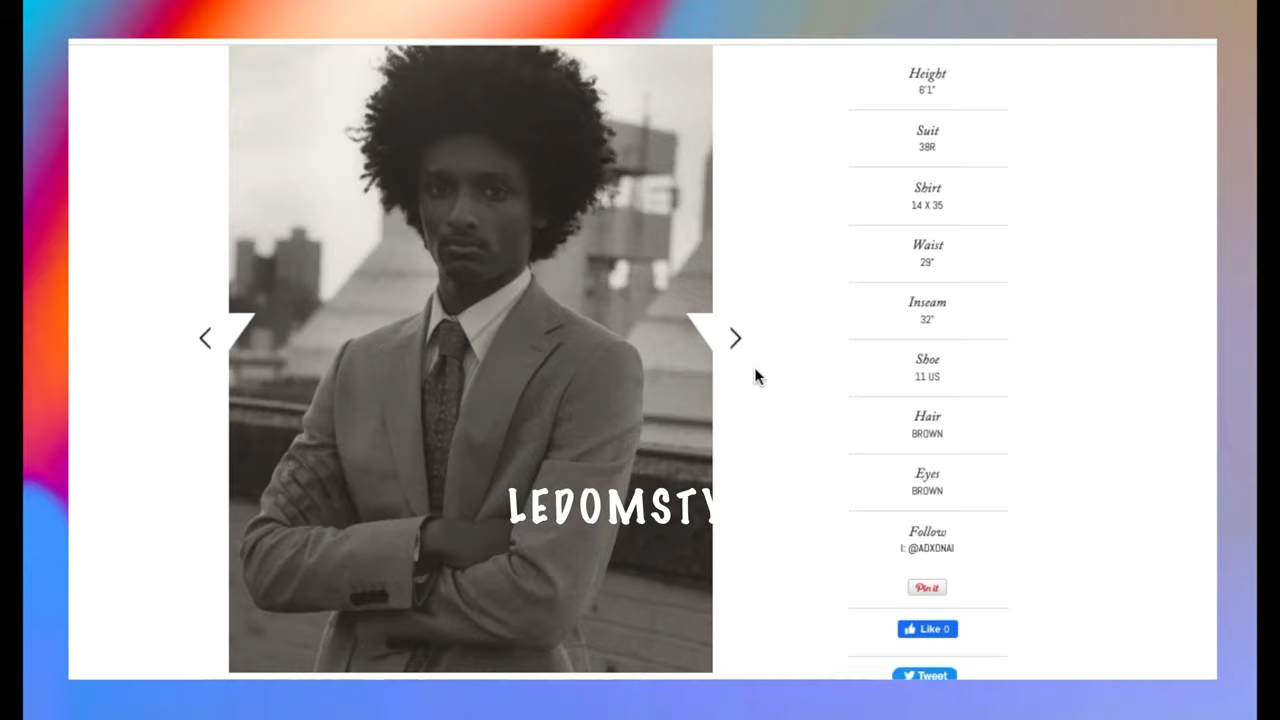 Height
6'1"
Suit
38R
Shirt
14 X 35
Waist
29"
Inseam
32"
Shoe
11 US
Hair
BROWN
Eyes
BROWN
LEDOMSTY
Follow
I: @ADXONAI
Pin it
Like 0
Tweet